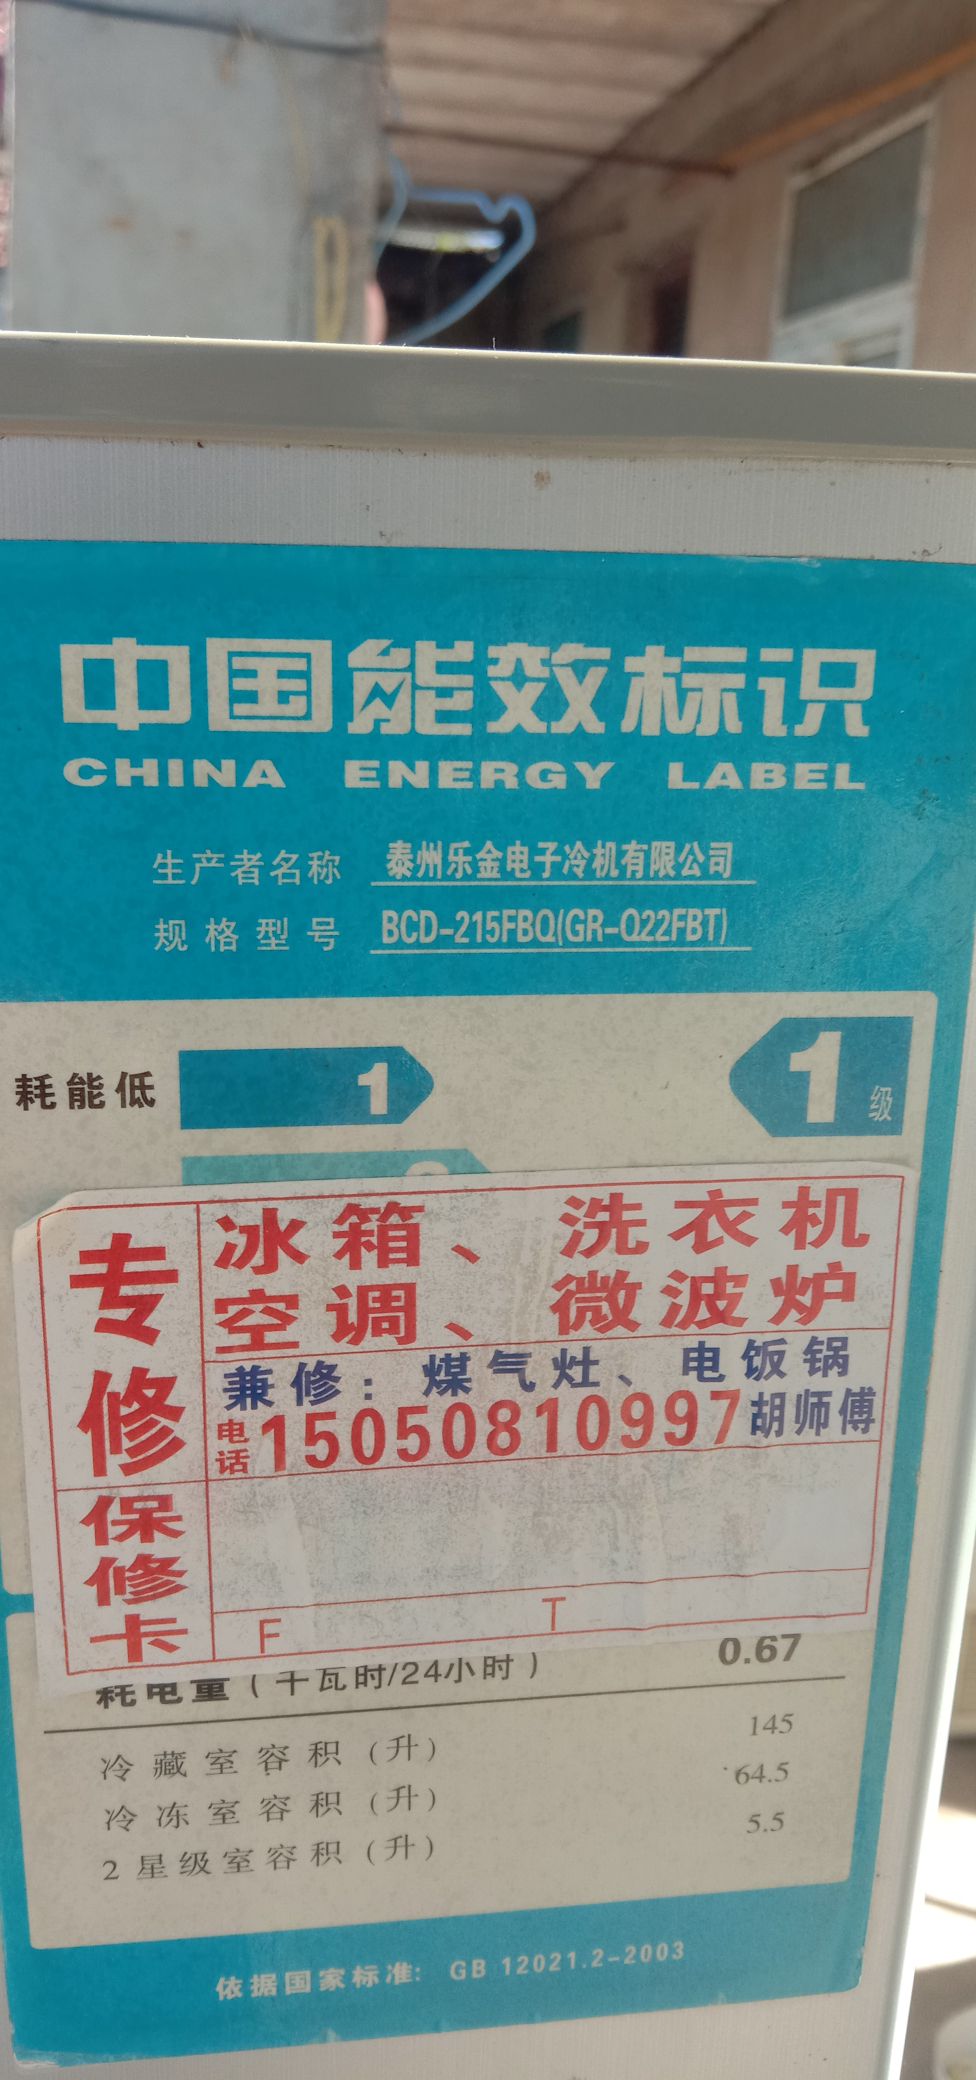 中国能效标识
CHINA ENERGY LABEL
生产者名称 泰州乐金电子冷机有限公司
规格型号 BCD-215FBQ(GR-Q22FBT)
耗能低 1 1级
专修 冰箱、洗衣机
空调、微波炉
兼修：煤气灶、电饭锅
电话 15050810997 胡师傅
保修卡
F T
耗电量(千瓦时/24小时) 0.67
冷藏室容积(升) 145
冷冻室容积(升) 64.5
2星级室容积(升) 5.5
依据国家标准: GB 12021.2-2003